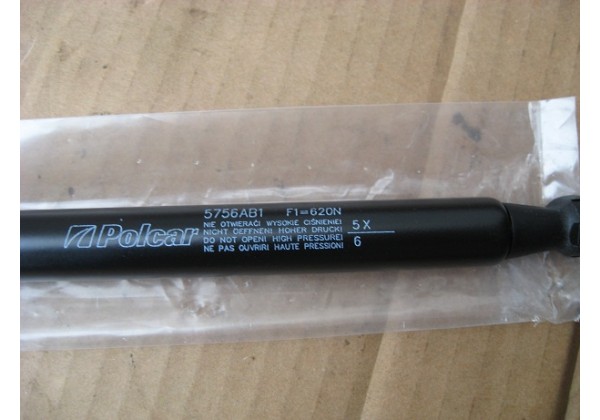 Polcar
5756AB1 F1=620N
NIE OTWIERAĆ! WYSOKIE CIŚNIENIE!
NICHT OEFFNEN! HOHER DRUCK!
DO NOT OPEN! HIGH PRESSURE!
NE PAS OUVRIR! HAUTE PRESSION!
5 X
6